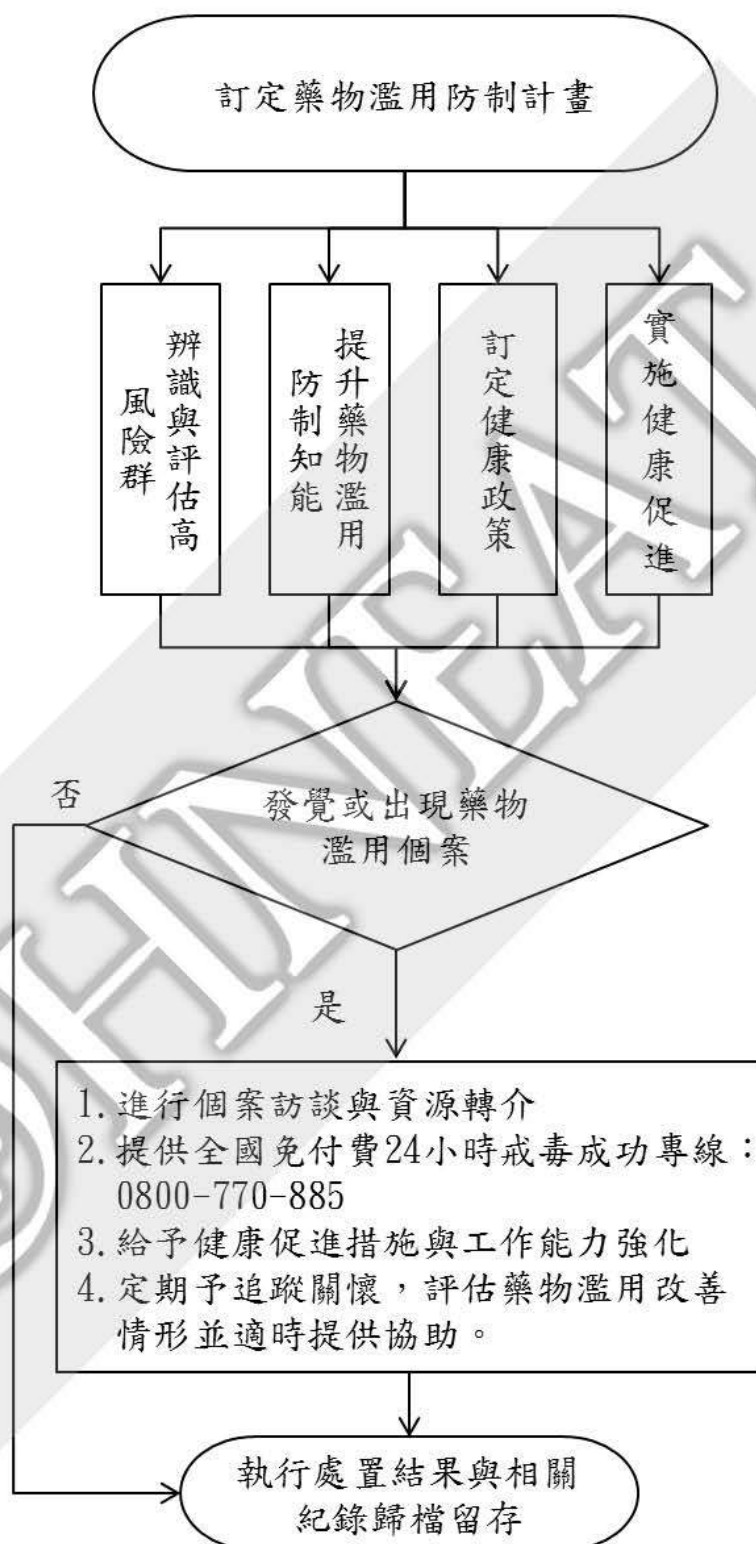 訂定藥物濫用防制計畫
辨識與評估高
風險群
提升藥物濫用
防制知能
訂定健康政策
實施健康促進
發覺或出現藥物
濫用個案
否
是
1. 進行個案訪談與資源轉介
2. 提供全國免付費24小時戒毒成功專線：
0800-770-885
3. 給予健康促進措施與工作能力強化
4. 定期予追蹤關懷，評估藥物濫用改善
情形並適時提供協助。
執行處置結果與相關
紀錄歸檔留存